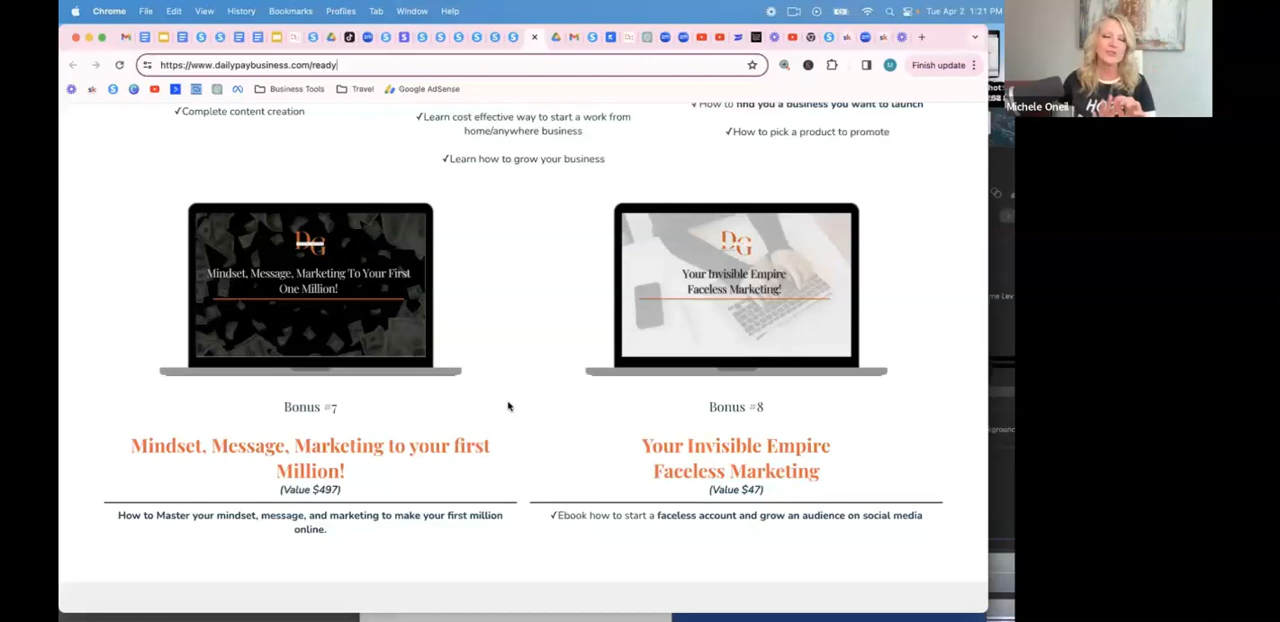 Chrome File Edit View History Bookmarks Profiles Tab Window Help Tue Apr 2 1:21 PM
https://www.dailypaybusiness.com/ready
Finish update
Business Tools Travel Google AdSense
Michele Oneil
✓Complete content creation
✓Learn cost effective way to start a work from
home/anywhere business
✓Learn how to grow your business
✓How to find you a business you want to launch
✓How to pick a product to promote
DG
Mindset, Message, Marketing To Your First
One Million!
DG
Your Invisible Empire
Faceless Marketing!
Bonus #7
Mindset, Message, Marketing to your first
Million!
(Value $497)
How to Master your mindset, message, and marketing to make your first million
online.
Bonus #8
Your Invisible Empire
Faceless Marketing
(Value $47)
✓Ebook how to start a faceless account and grow an audience on social media